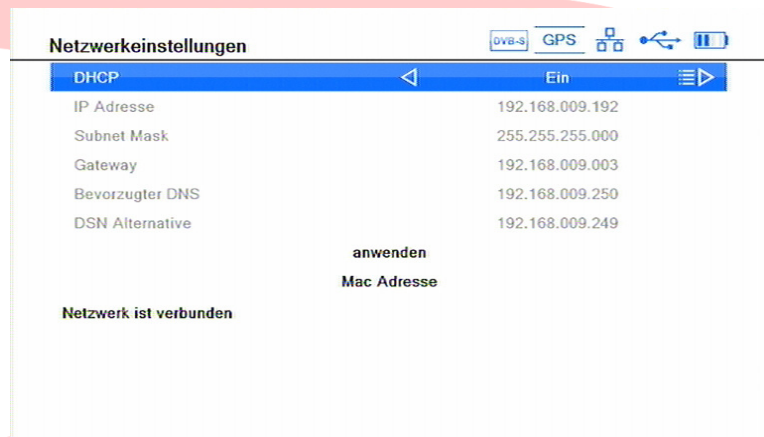 Netzwerkeinstellungen DVB-S GPS
DHCP Ein
IP Adresse 192.168.009.192
Subnet Mask 255.255.255.000
Gateway 192.168.009.003
Bevorzugter DNS 192.168.009.250
DSN Alternative 192.168.009.249
anwenden
Mac Adresse
Netzwerk ist verbunden